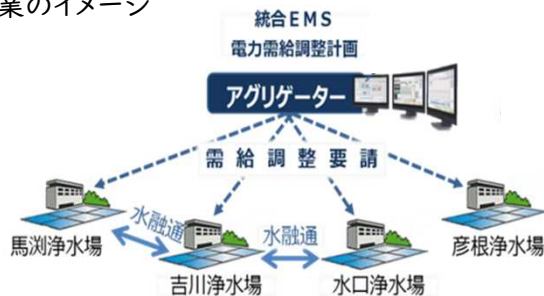 業のイメージ
統合EMS
電力需給調整計画
アグリゲーター
需給調整要請
水融通
水融通
馬渕浄水場
吉川浄水場
水口浄水場
彦根浄水場